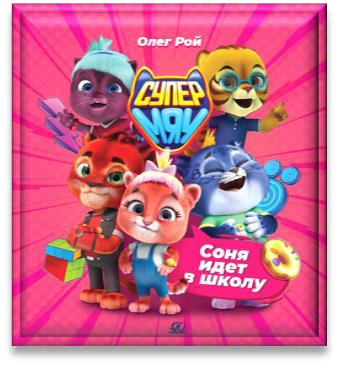 Олег Рой
СУПЕР
МЯУ
Соня
идет
в школу